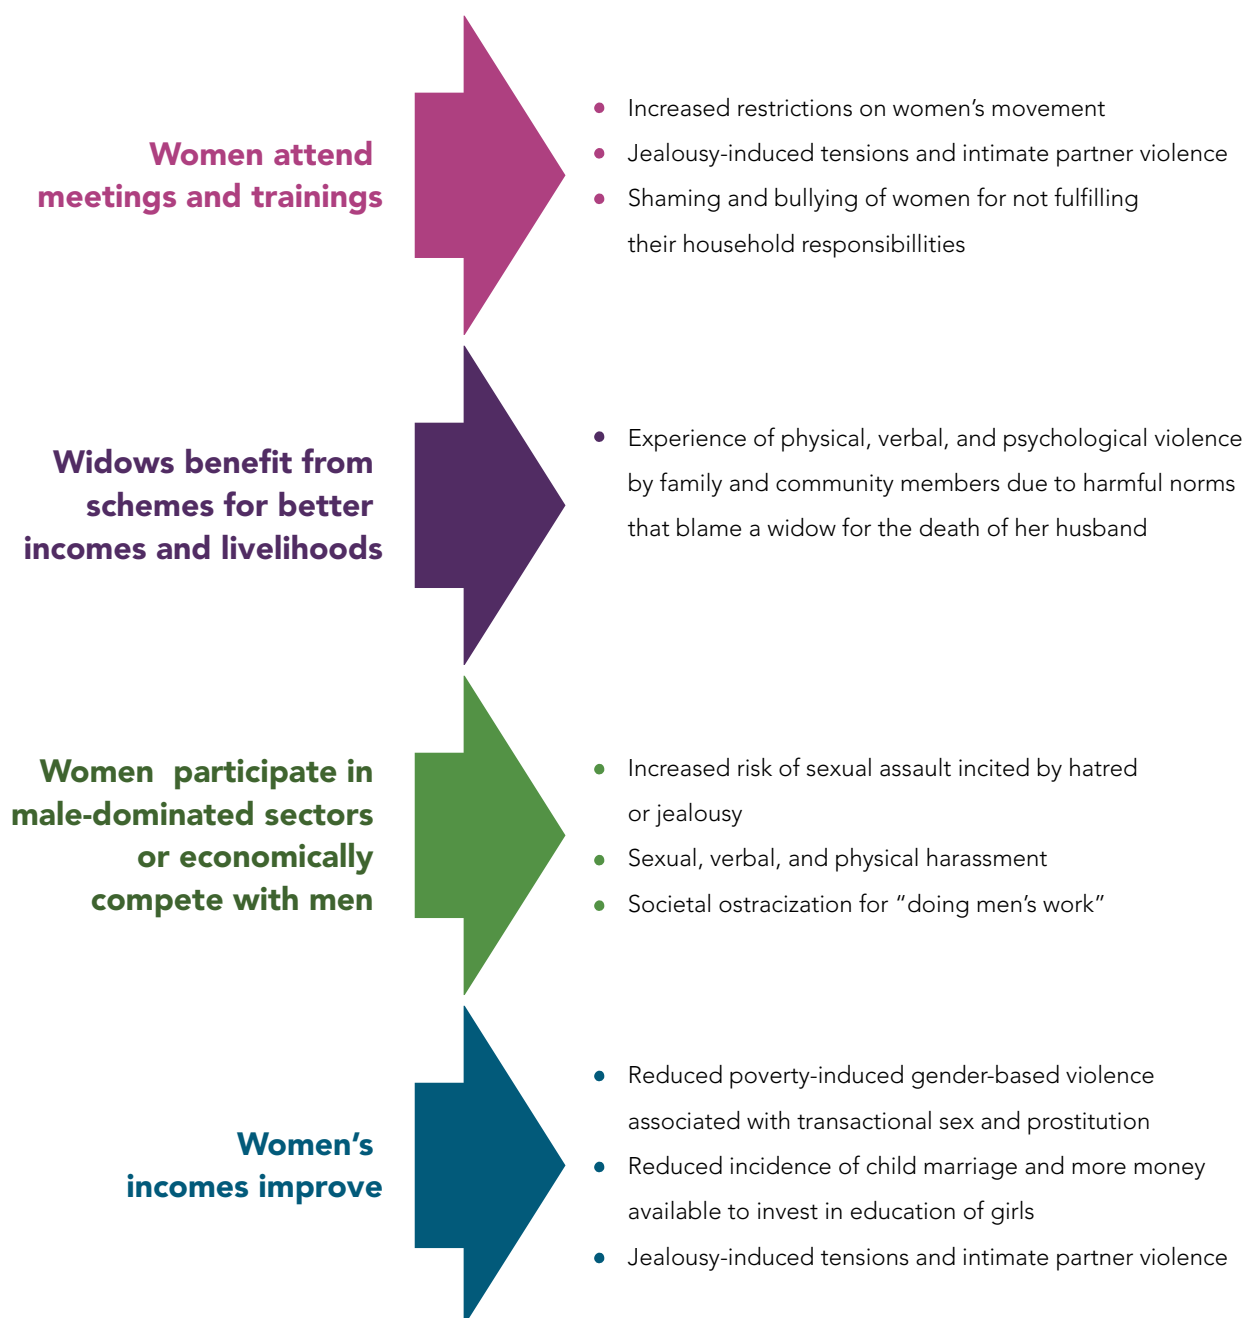 Women attend
meetings and trainings
• Increased restrictions on women’s movement
• Jealousy-induced tensions and intimate partner violence
• Shaming and bullying of women for not fulfilling
their household responsibillities
Widows benefit from
schemes for better
incomes and livelihoods
• Experience of physical, verbal, and psychological violence
by family and community members due to harmful norms
that blame a widow for the death of her husband
Women participate in
male-dominated sectors
or economically
compete with men
• Increased risk of sexual assault incited by hatred
or jealousy
• Sexual, verbal, and physical harassment
• Societal ostracization for “doing men’s work”
Women’s
incomes improve
• Reduced poverty-induced gender-based violence
associated with transactional sex and prostitution
• Reduced incidence of child marriage and more money
available to invest in education of girls
• Jealousy-induced tensions and intimate partner violence